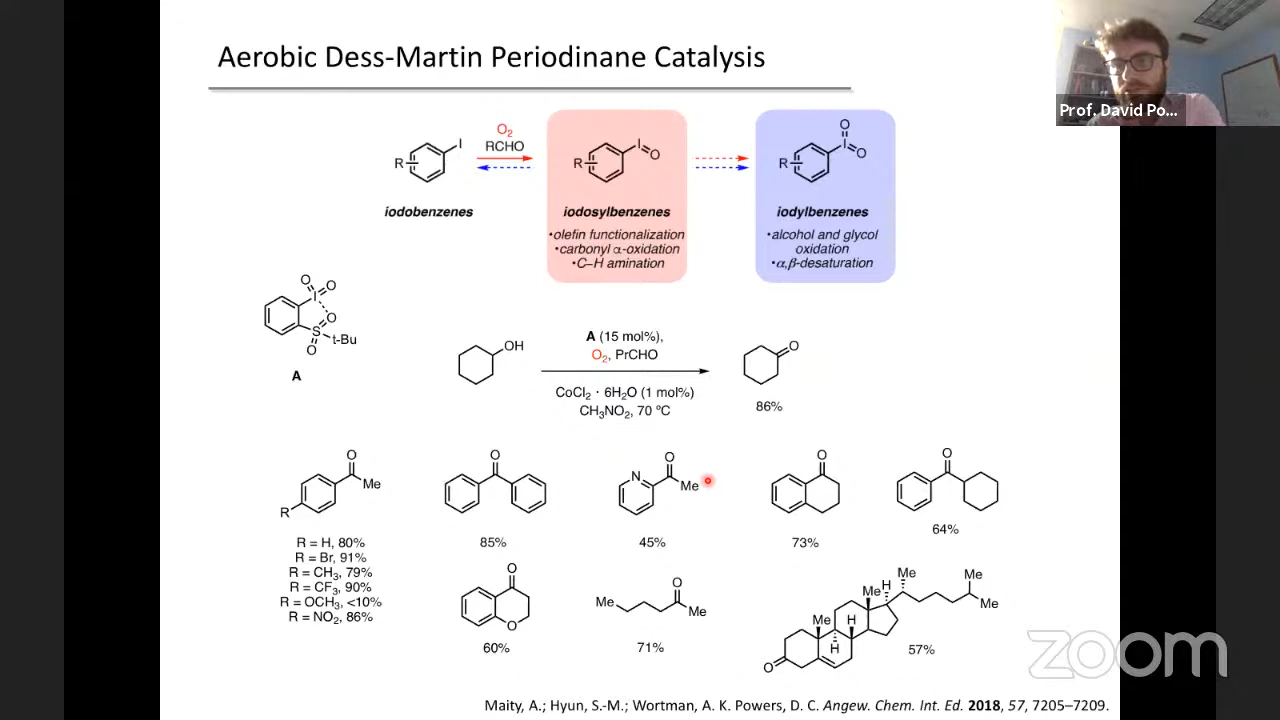 Aerobic Dess-Martin Periodinane Catalysis
Prof. David Po...
O2
RCHO
R
I
R
I
O
R
O
I
O
iodobenzenes
iodosylbenzenes
•olefin functionalization
•carbonyl α-oxidation
•C–H amination
iodylbenzenes
•alcohol and glycol
oxidation
•α,β-desaturation
O
O
I
O
S
O
t-Bu
A
OH
A (15 mol%),
O2, PrCHO
CoCl2 · 6H2O (1 mol%)
CH3NO2, 70 ºC
O
86%
O
Me
R
R = H, 80%
R = Br, 91%
R = CH3, 79%
R = CF3, 90%
R = OCH3, <10%
R = NO2, 86%
O
85%
O
N
Me
45%
O
73%
O
64%
O
O
60%
O
Me
Me
71%
Me
Me
Me
H
Me
Me
H
H
O
57%
zoom
Maity, A.; Hyun, S.-M.; Wortman, A. K. Powers, D. C. Angew. Chem. Int. Ed. 2018, 57, 7205–7209.